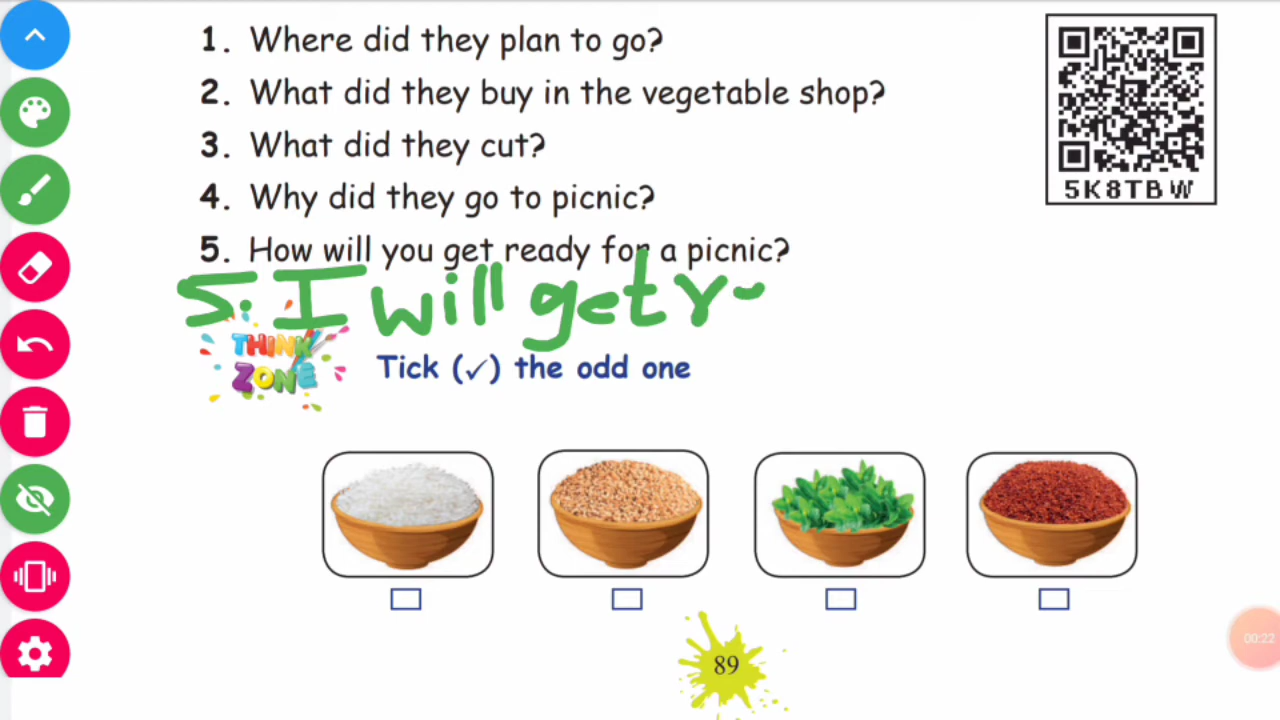 1. Where did they plan to go?
2. What did they buy in the vegetable shop?
3. What did they cut?
4. Why did they go to picnic?
5. How will you get ready for a picnic?
5K8TBW
5. I will get r
THINK
ZONE
Tick (✓) the odd one
89
00:22